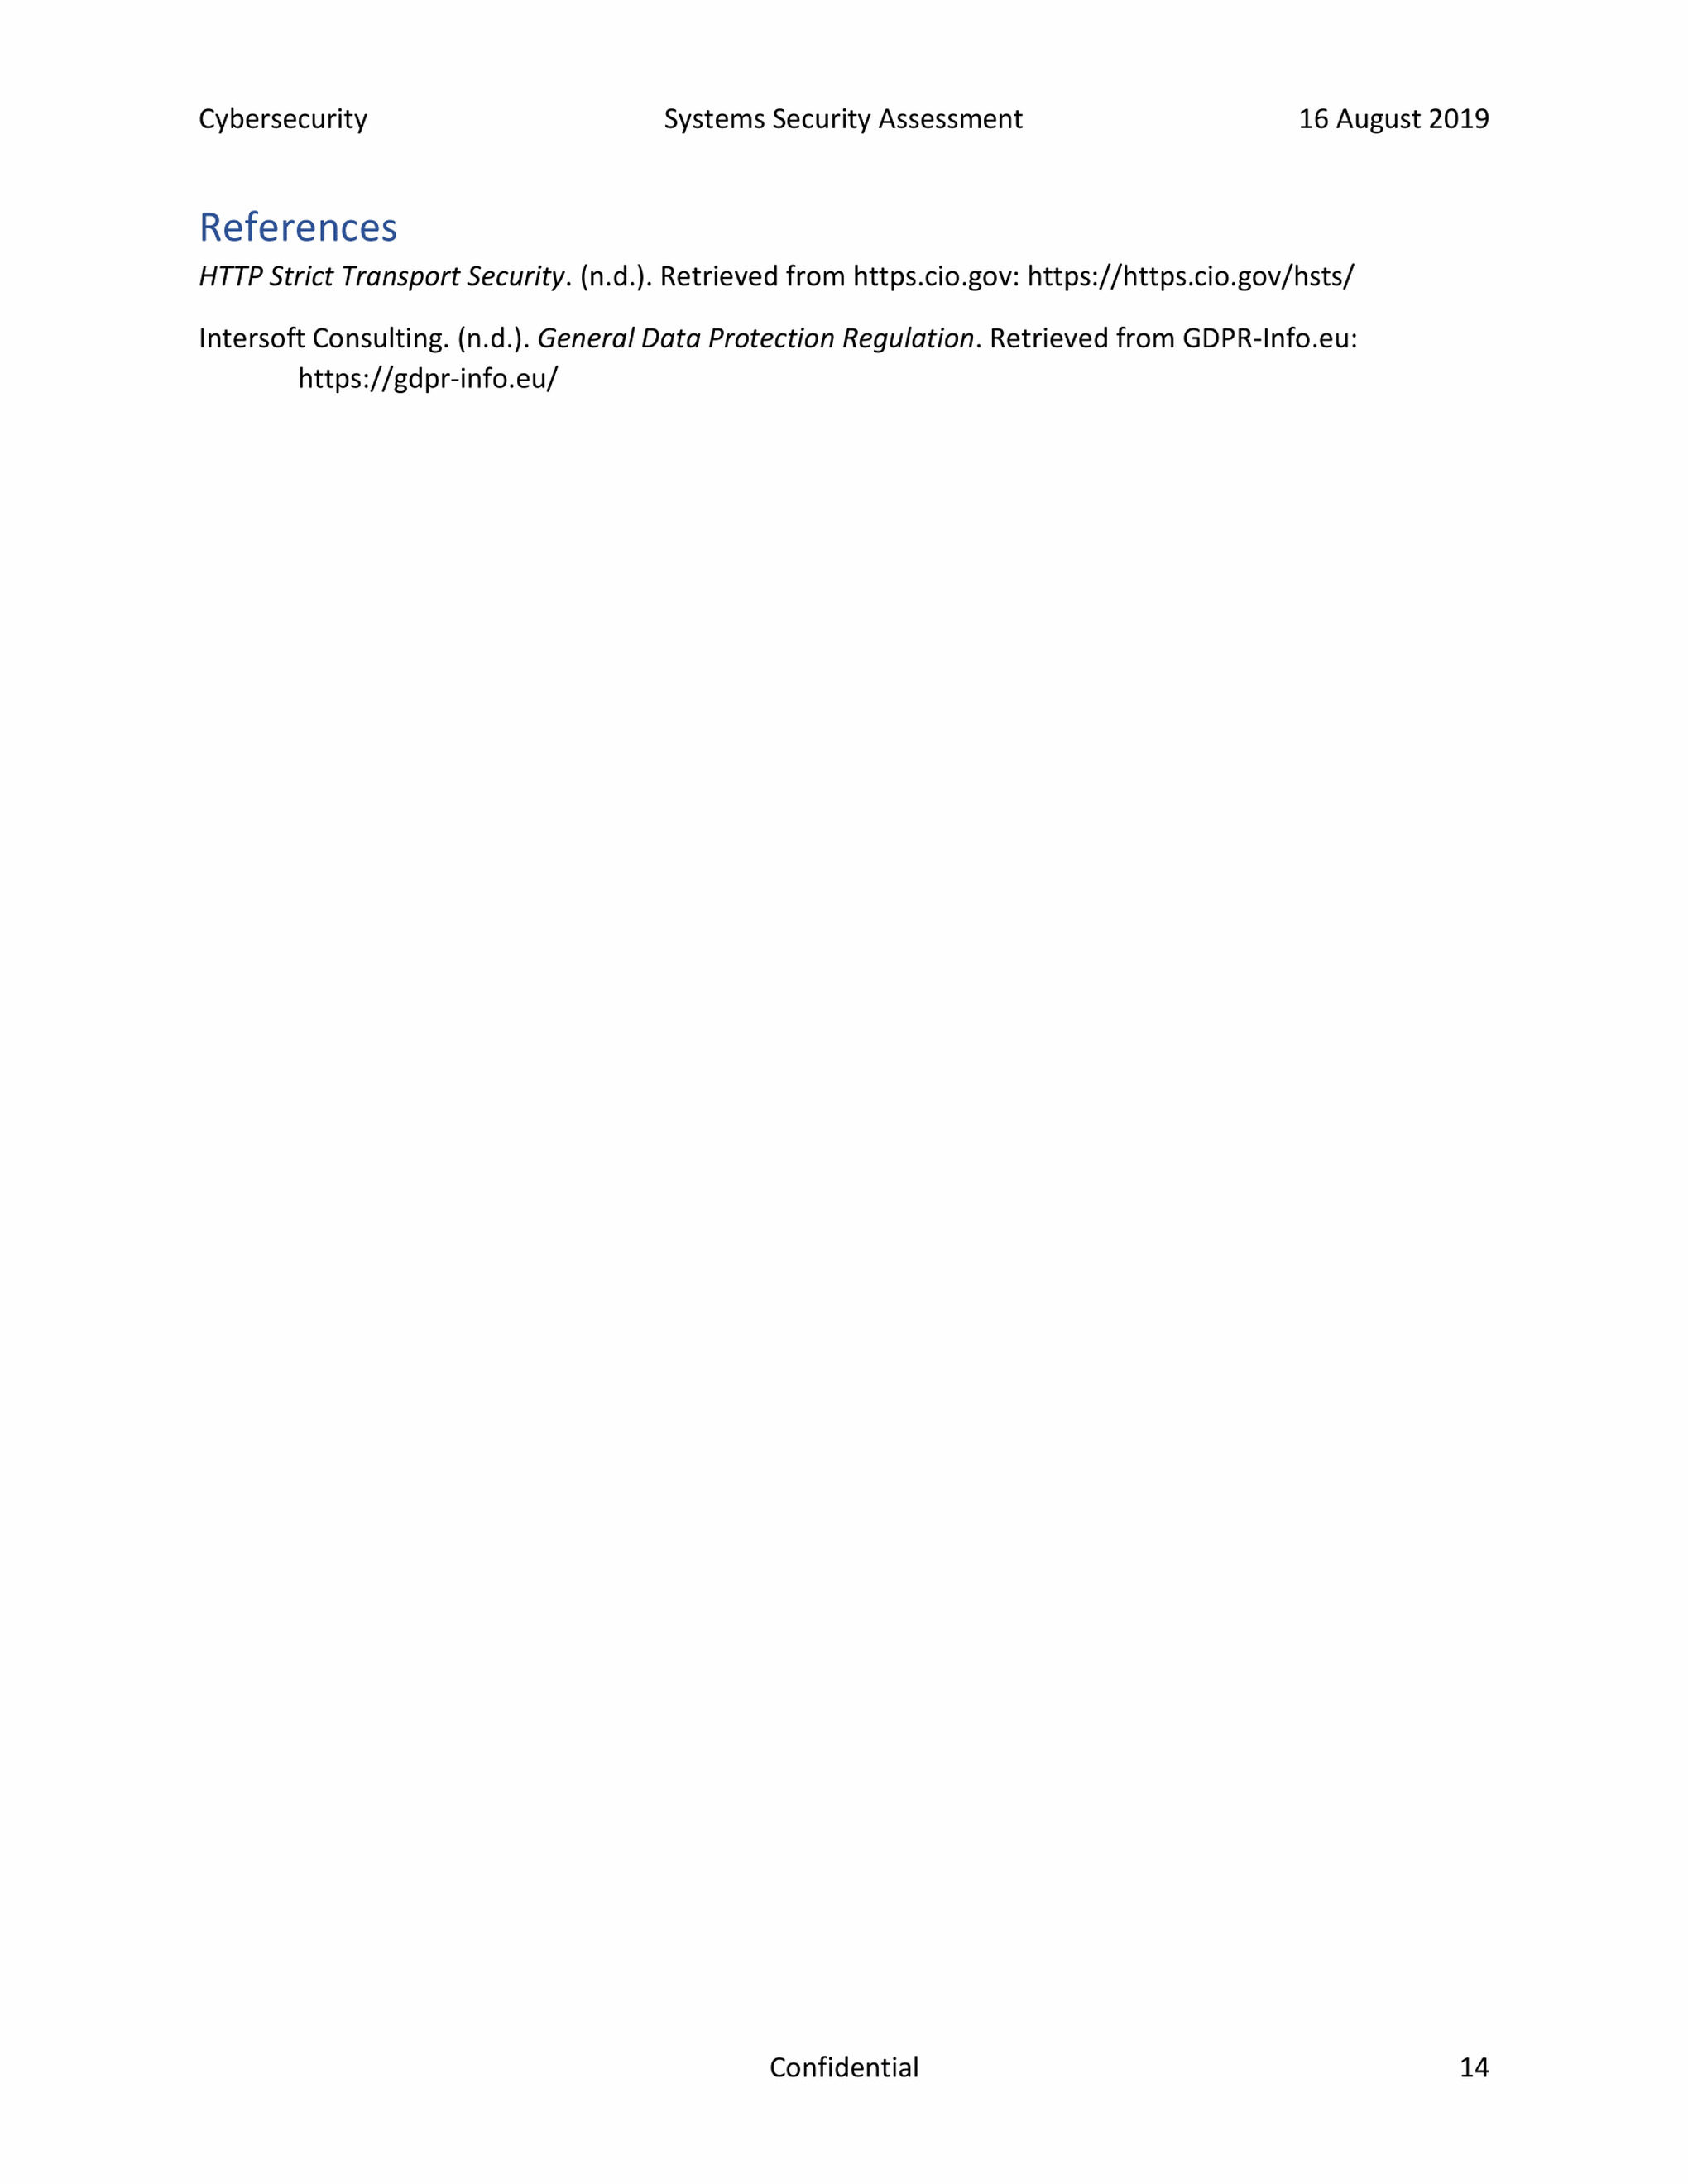 Cybersecurity Systems Security Assessment 16 August 2019
References
HTTP Strict Transport Security. (n.d.). Retrieved from https.cio.gov: https://https.cio.gov/hsts/
Intersoft Consulting. (n.d.). General Data Protection Regulation. Retrieved from GDPR-Info.eu:
https://gdpr-info.eu/
Confidential 14